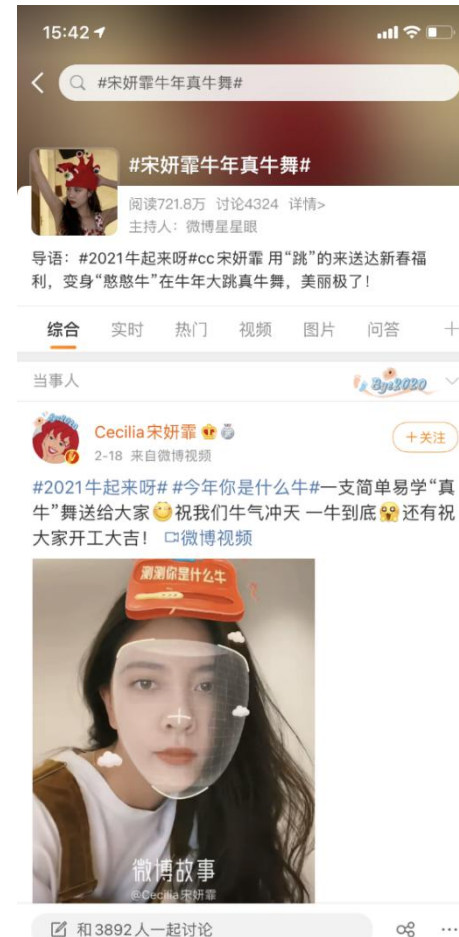 15:42
#宋妍霏牛年真牛舞#
#宋妍霏牛年真牛舞#
阅读721.8万 讨论4324 详情>
主持人：微博星星眼
导语：#2021牛起来呀#cc宋妍霏 用“跳”的来送达新春福
利，变身“憨憨牛”在牛年大跳真牛舞，美丽极了！
综合 实时 热门 视频 图片 问答 +
当事人
Bye2020
Cecilia宋妍霏
+关注
2-18 来自微博视频
#2021牛起来呀# #今年你是什么牛#一支简单易学“真
牛”舞送给大家 祝我们牛气冲天 一牛到底 还有祝
大家开工大吉！ 微博视频
测测你是什么牛
微博故事
@Cecilia宋妍霏
和3892人一起讨论